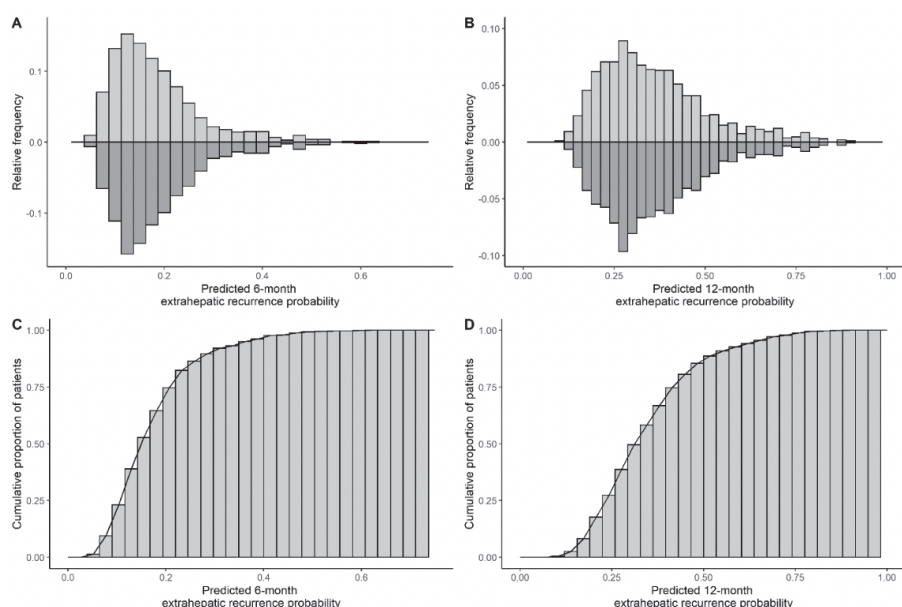 A
Relative frequency
0.1
0.0
-0.1
0.0
0.2
0.4
0.6
Predicted 6-month
extrahepatic recurrence probability
B
Relative frequency
0.10
0.05
0.00
-0.05
-0.10
0.00
0.25
0.50
0.75
1.00
Predicted 12-month
extrahepatic recurrence probability
C
Cumulative proportion of patients
1.00
0.75
0.50
0.25
0.00
0.0
0.2
0.4
0.6
Predicted 6-month
extrahepatic recurrence probability
D
Cumulative proportion of patients
1.00
0.75
0.50
0.25
0.00
0.00
0.25
0.50
0.75
1.00
Predicted 12-month
extrahepatic recurrence probability